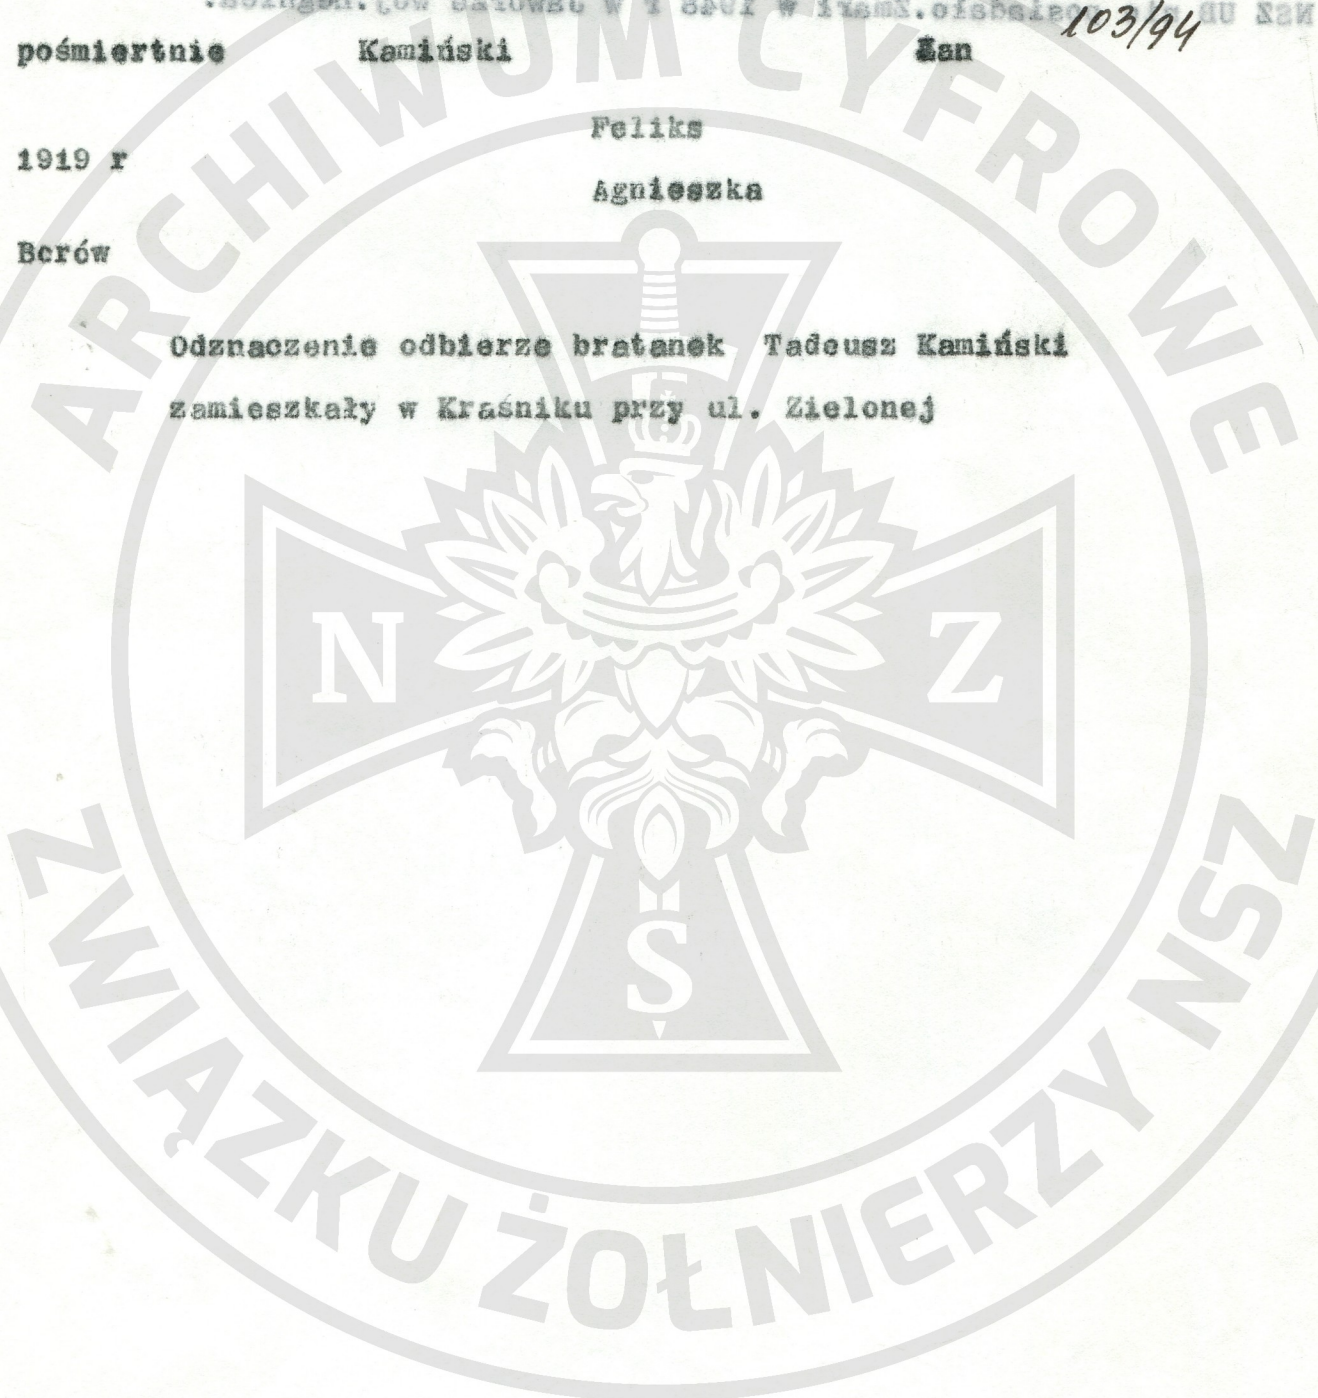 103/94
pośmiertnie Kamiński Żan
Feliks
1919 r
Agnieszka
Borów
Odznaczenie odbierze bratanek Tadeusz Kamiński
zamieszkały w Kraśniku przy ul. Zielonej
ARCHIWUM CYFROWE
ZWIĄZKU ŻOŁNIERZY NSZ
N Z
S